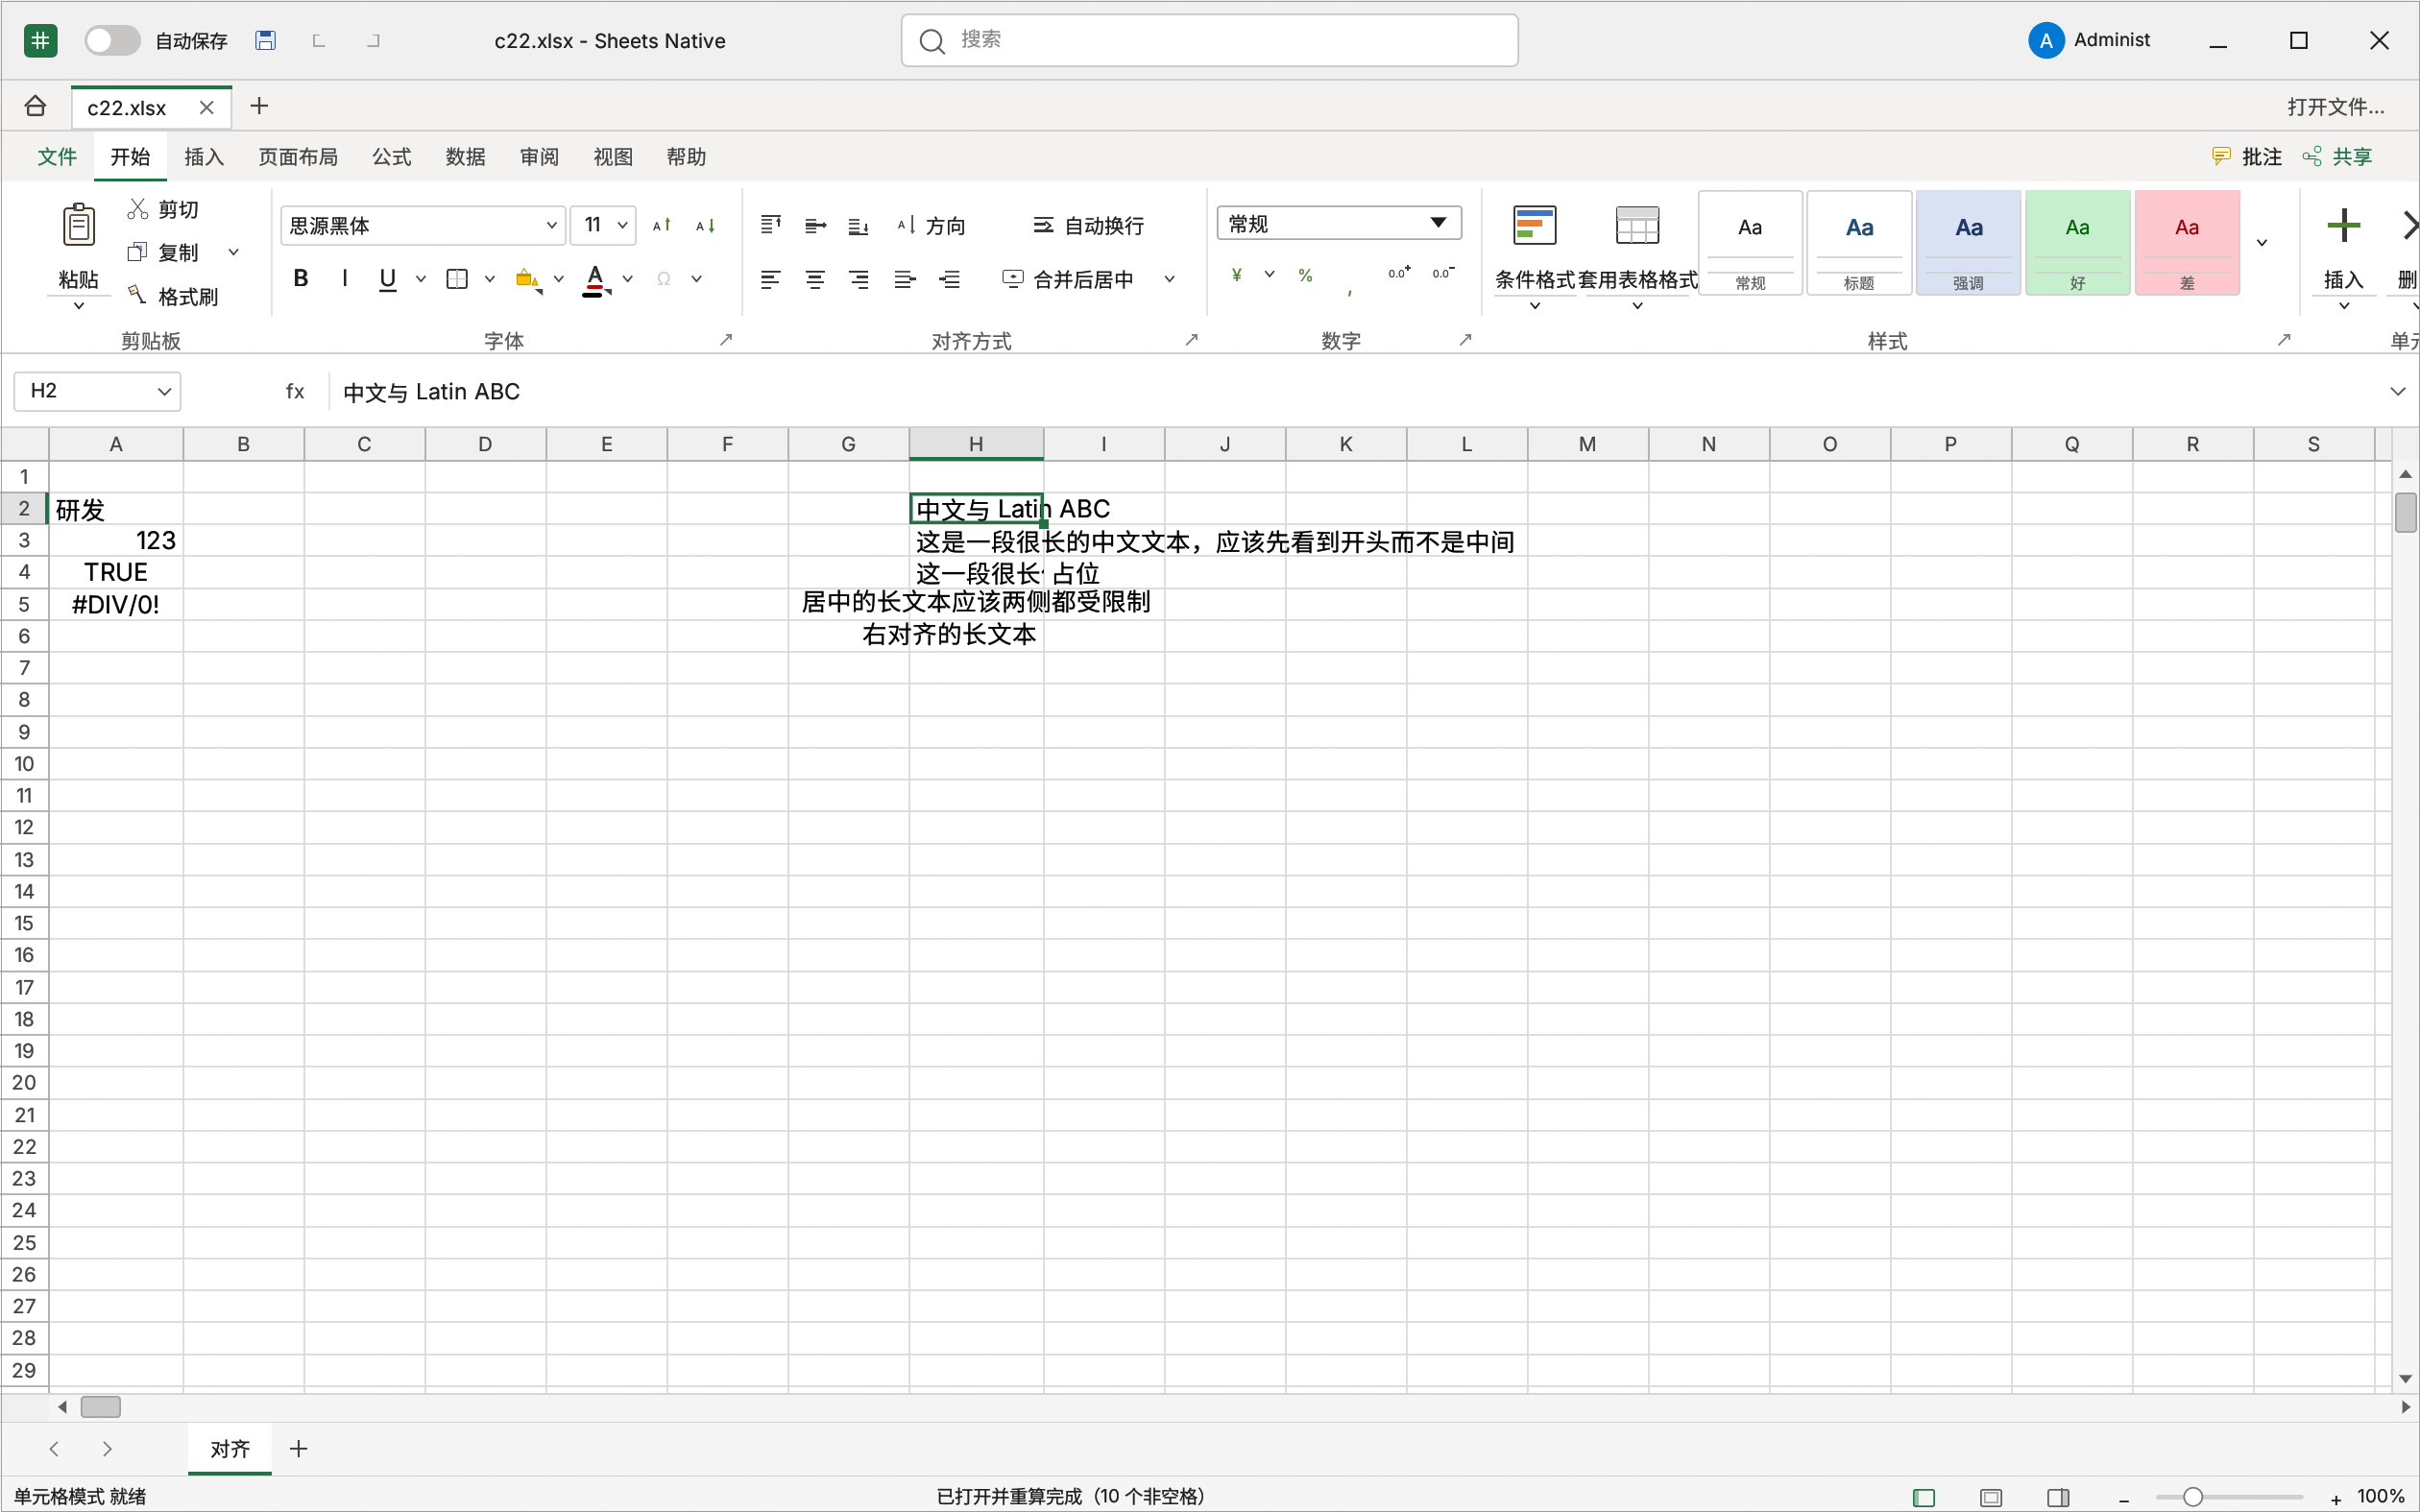 自动保存
c22.xlsx - Sheets Native
搜索
A Administ
c22.xlsx
打开文件...
文件 开始 插入 页面布局 公式 数据 审阅 视图 帮助
批注 共享
粘贴 剪切 复制 格式刷
剪贴板
思源黑体 11
B I U A
字体
方向 自动换行
合并后居中
对齐方式
常规
¥ % ,
数字
条件格式 套用表格格式
Aa 常规
Aa 标题
Aa 强调
Aa 好
Aa 差
样式
插入
H2 fx 中文与 Latin ABC
A B C D E F G H I J K L M N O P Q R S
1
2 研发 中文与 Latin ABC
3 123 这是一段很长的中文文本，应该先看到开头而不是中间
4 TRUE 这一段很长 占位
5 #DIV/0! 居中的长文本应该两侧都受限制
6 右对齐的长文本
7
8
9
10
11
12
13
14
15
16
17
18
19
20
21
22
23
24
25
26
27
28
29
对齐
单元格模式 就绪
已打开并重算完成（10 个非空格）
100%